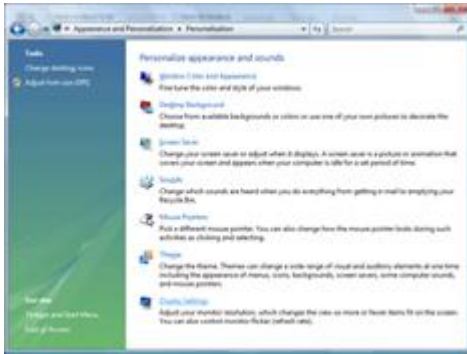 Appearance and Personalization ▸ Personalization
Tasks
Change desktop icons
Adjust font size (DPI)
Personalize appearance and sounds
Window Color and Appearance
Fine tune the color and style of your windows.
Desktop Background
Choose from available backgrounds or colors or use one of your own pictures to decorate the
desktop.
Screen Saver
Change your screen saver or adjust when it displays. A screen saver is a picture or animation that
covers your screen and appears when your computer is idle for a set period of time.
Sounds
Change which sounds are heard when you do everything from getting e-mail to emptying your
Recycle Bin.
Mouse Pointers
Pick a different mouse pointer. You can also change how the mouse pointer looks during such
activities as clicking and selecting.
Theme
Change the theme. Themes can change a wide range of visual and auditory elements at one time
including the appearance of menus, icons, backgrounds, screen savers, some computer sounds,
and mouse pointers.
Display Settings
Adjust your monitor resolution, which changes the view so more or fewer items fit on the screen.
You can also control monitor flicker (refresh rate).
See also
Taskbar and Start Menu
Ease of Access